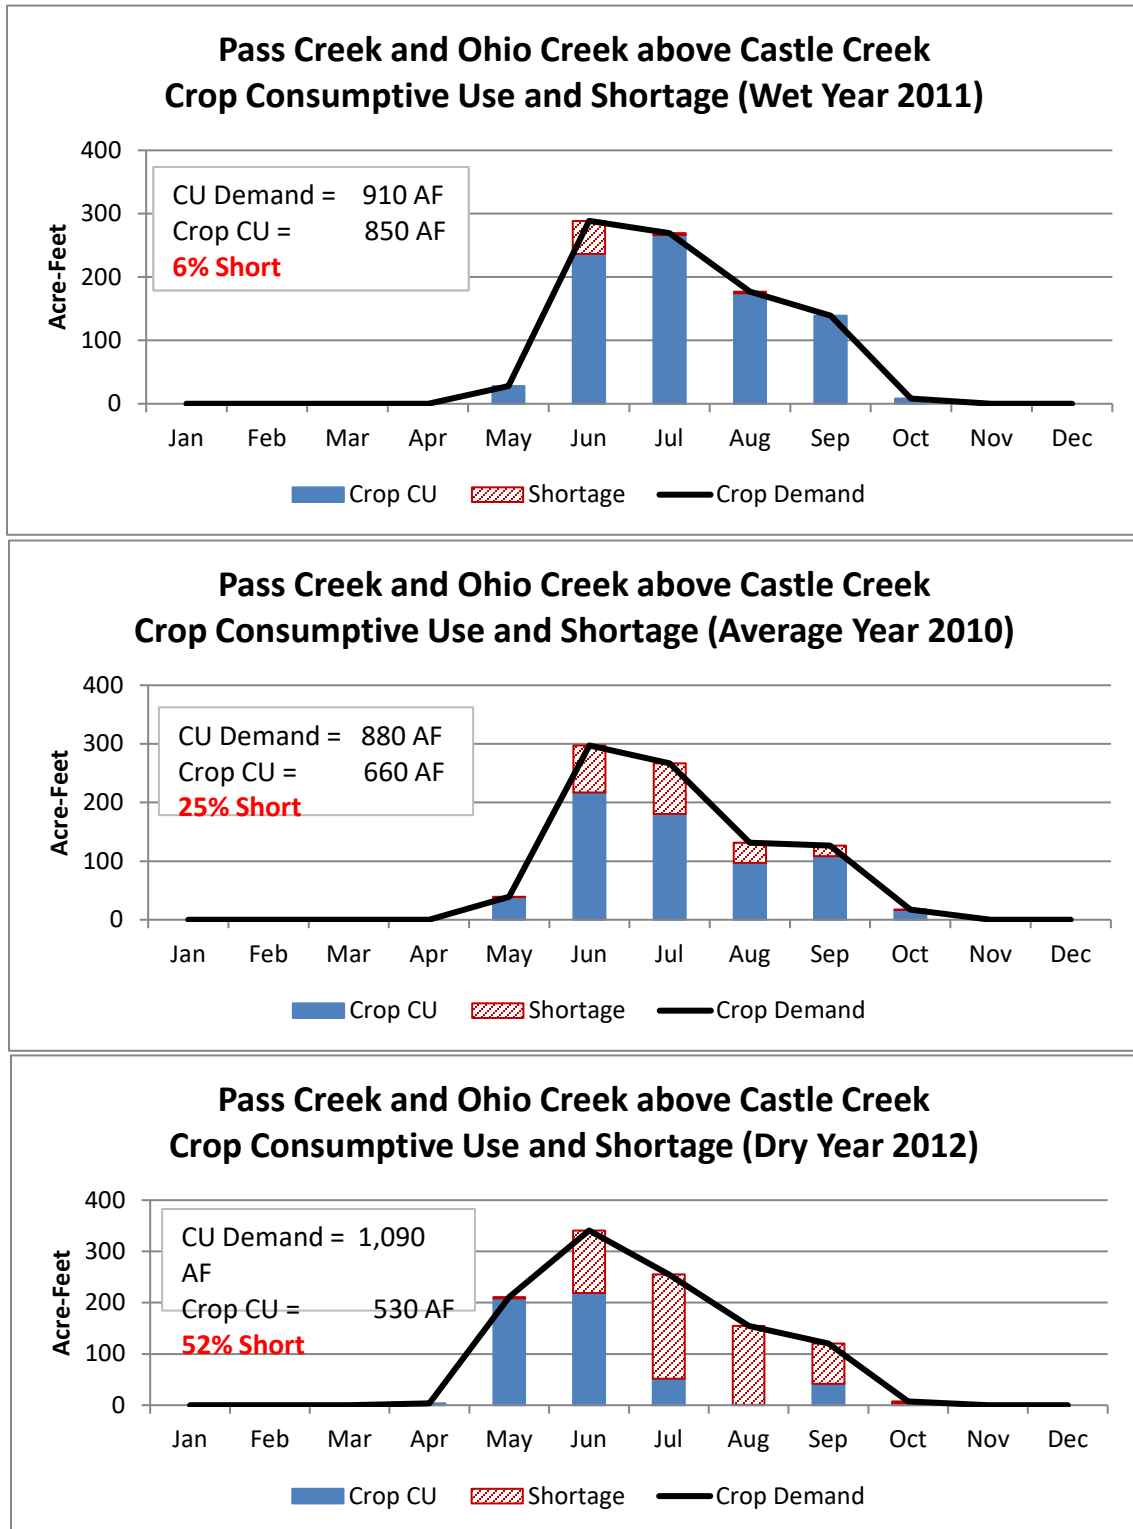 Pass Creek and Ohio Creek above Castle Creek
Crop Consumptive Use and Shortage (Wet Year 2011)
400
300
200
100
0
Acre-Feet
CU Demand = 910 AF
Crop CU = 850 AF
6% Short
Jan Feb Mar Apr May Jun Jul Aug Sep Oct Nov Dec
Crop CU Shortage Crop Demand
Pass Creek and Ohio Creek above Castle Creek
Crop Consumptive Use and Shortage (Average Year 2010)
400
300
200
100
0
Acre-Feet
CU Demand = 880 AF
Crop CU = 660 AF
25% Short
Jan Feb Mar Apr May Jun Jul Aug Sep Oct Nov Dec
Crop CU Shortage Crop Demand
Pass Creek and Ohio Creek above Castle Creek
Crop Consumptive Use and Shortage (Dry Year 2012)
400
300
200
100
0
Acre-Feet
CU Demand = 1,090
AF
Crop CU = 530 AF
52% Short
Jan Feb Mar Apr May Jun Jul Aug Sep Oct Nov Dec
Crop CU Shortage Crop Demand